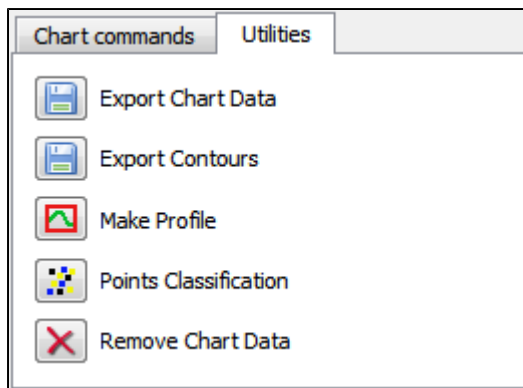 Chart commands Utilities
Export Chart Data
Export Contours
Make Profile
Points Classification
Remove Chart Data